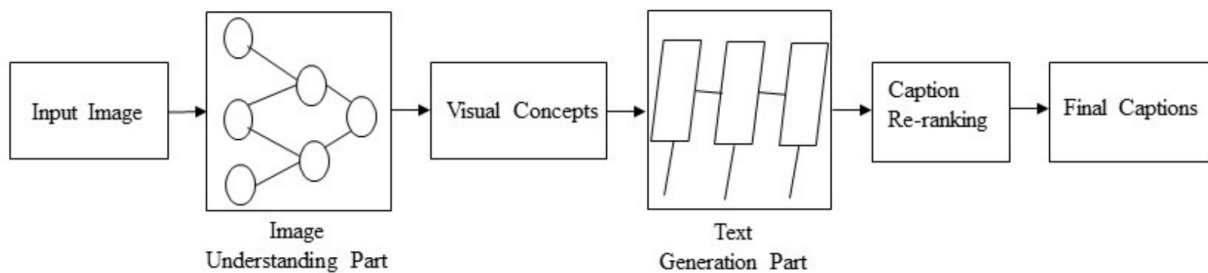 Input Image
Visual Concepts
Caption
Re-ranking
Final Captions
Image
Understanding Part
Text
Generation Part